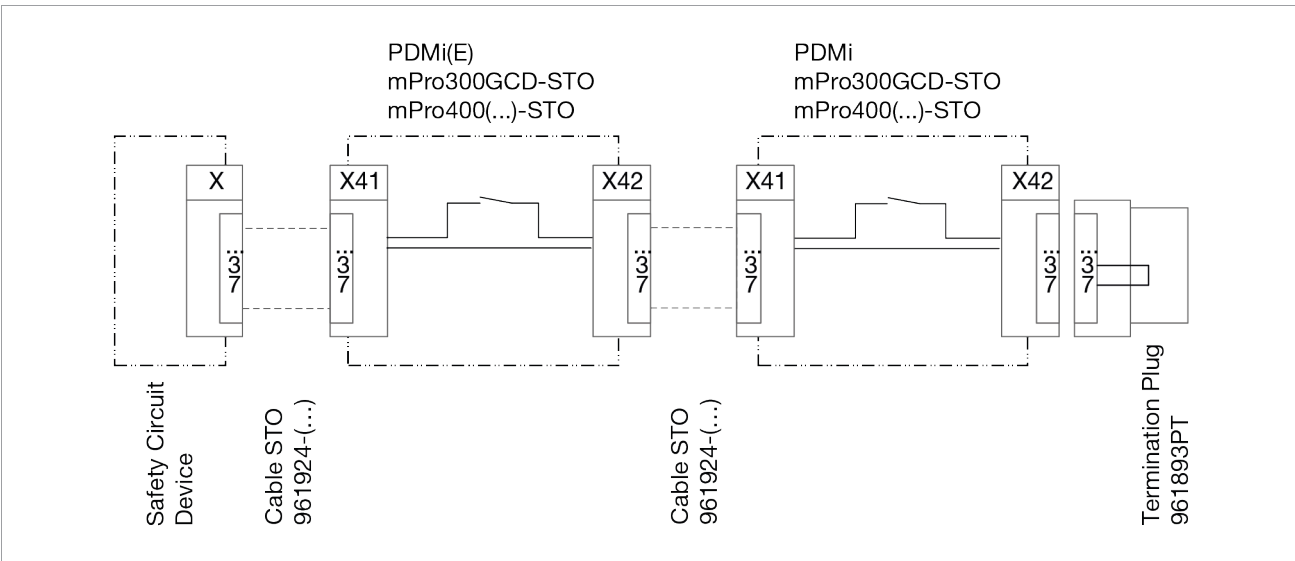 PDMi(E)
mPro300GCD-STO
mPro400(...)-STO
PDMi
mPro300GCD-STO
mPro400(...)-STO
X
X41
X42
X41
X42
...
3
7
...
3
7
...
3
7
...
3
7
...
3
7
...
3
7
Safety Circuit
Device
Cable STO
961924-(...)
Cable STO
961924-(...)
Termination Plug
961893PT